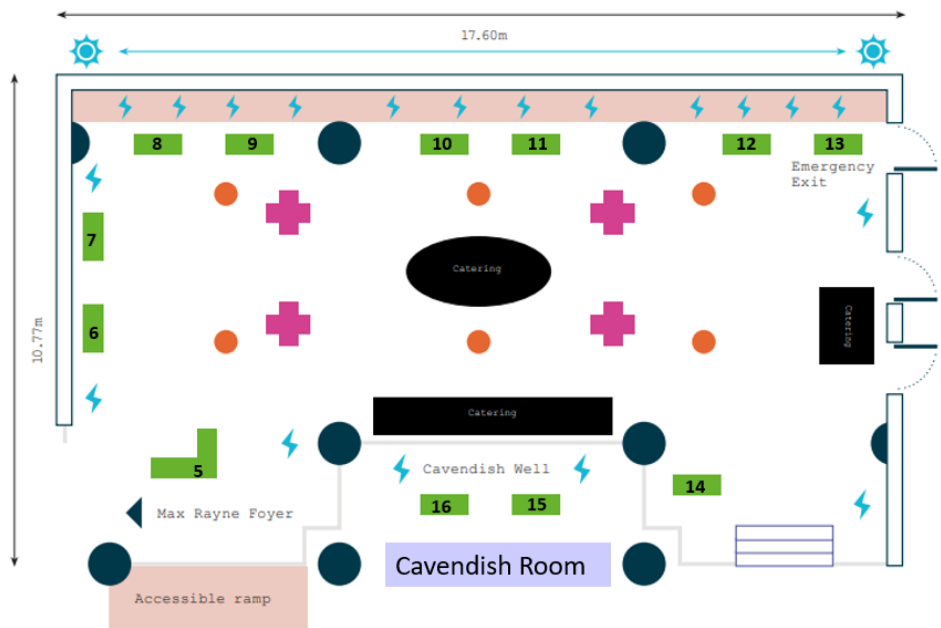 17.60m
8
9
10
11
12
13
Emergency
Exit
7
Catering
6
Catering
10.77m
Catering
5
Cavendish Well
14
16
15
Max Rayne Foyer
Cavendish Room
Accessible ramp